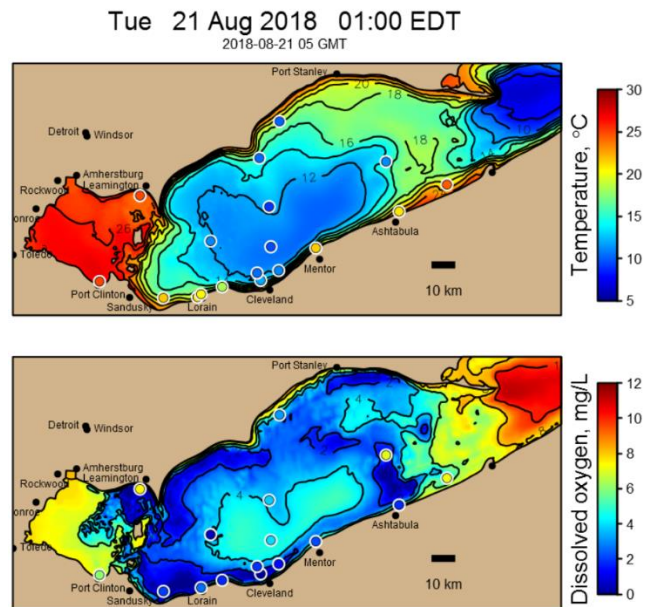 Tue 21 Aug 2018 01:00 EDT
2018-08-21 05 GMT
Port Stanley
20
18
Detroit
Windsor
16
18
10
Amherstburg
Leamington
Rockwood
12
26
Toledo
Ashtabula
Mentor
Port Clinton
Sandusky
Lorain
Cleveland
10 km
30
25
20
15
10
5
Temperature, °C
Port Stanley
4
Detroit
Windsor
8
Amherstburg
Leamington
Rockwood
4
Toledo
Ashtabula
Mentor
Port Clinton
Sandusky
Lorain
Cleveland
10 km
12
10
8
6
4
2
0
Dissolved oxygen, mg/L